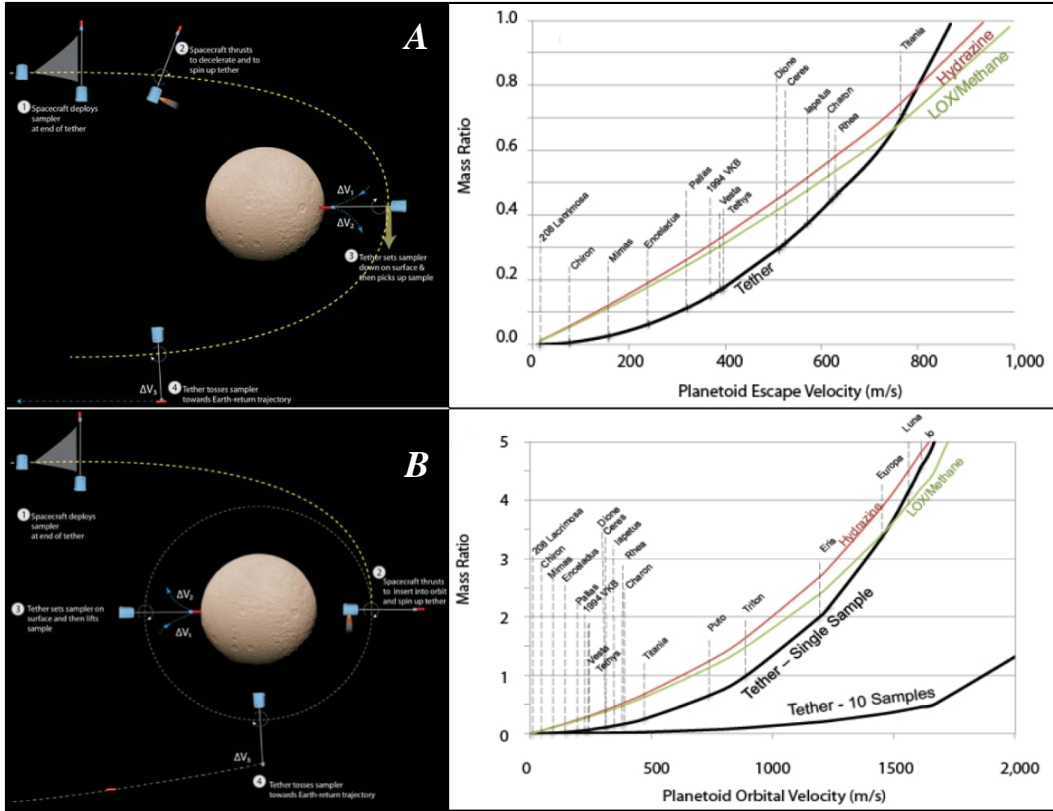 A
1 Spacecraft deploys
sampler
at end of tether
2 Spacecraft thrusts
to decelerate and to
spin up tether
ΔV1
ΔV2
3 Tether sets sampler
down on surface &
then picks up sample
ΔV3
4 Tether tosses sampler
towards Earth-return trajectory
Mass Ratio
1.0
0.8
0.6
0.4
0.2
0.0
208 Lacrimosa
Chiron
Mimas
Enceladus
Pallas
1994 VKB
Vesta
Tethys
Dione
Ceres
Iapetus
Charon
Rhea
Titania
Hydrazine
LOX/Methane
Tether
200
400
600
800
1,000
Planetoid Escape Velocity (m/s)
B
1 Spacecraft deploys
sampler
at end of tether
2 Spacecraft thrusts
to insert into orbit
and spin up tether
3 Tether sets sampler on
surface and then lifts
sample
ΔV2
ΔV1
ΔV3
4 Tether tosses sampler
towards Earth-return trajectory
Mass Ratio
5
4
3
2
1
0
208 Lacrimosa
Chiron
Mimas
Enceladus
Pallas
1994 VKB
Vesta
Tethys
Dione
Ceres
Iapetus
Rhea
Charon
Titania
Puto
Triton
Eris
Europa
Luna
Io
Hydrazine
LOX/Methane
Tether – Single Sample
Tether - 10 Samples
0
500
1000
1500
2000
Planetoid Orbital Velocity (m/s)